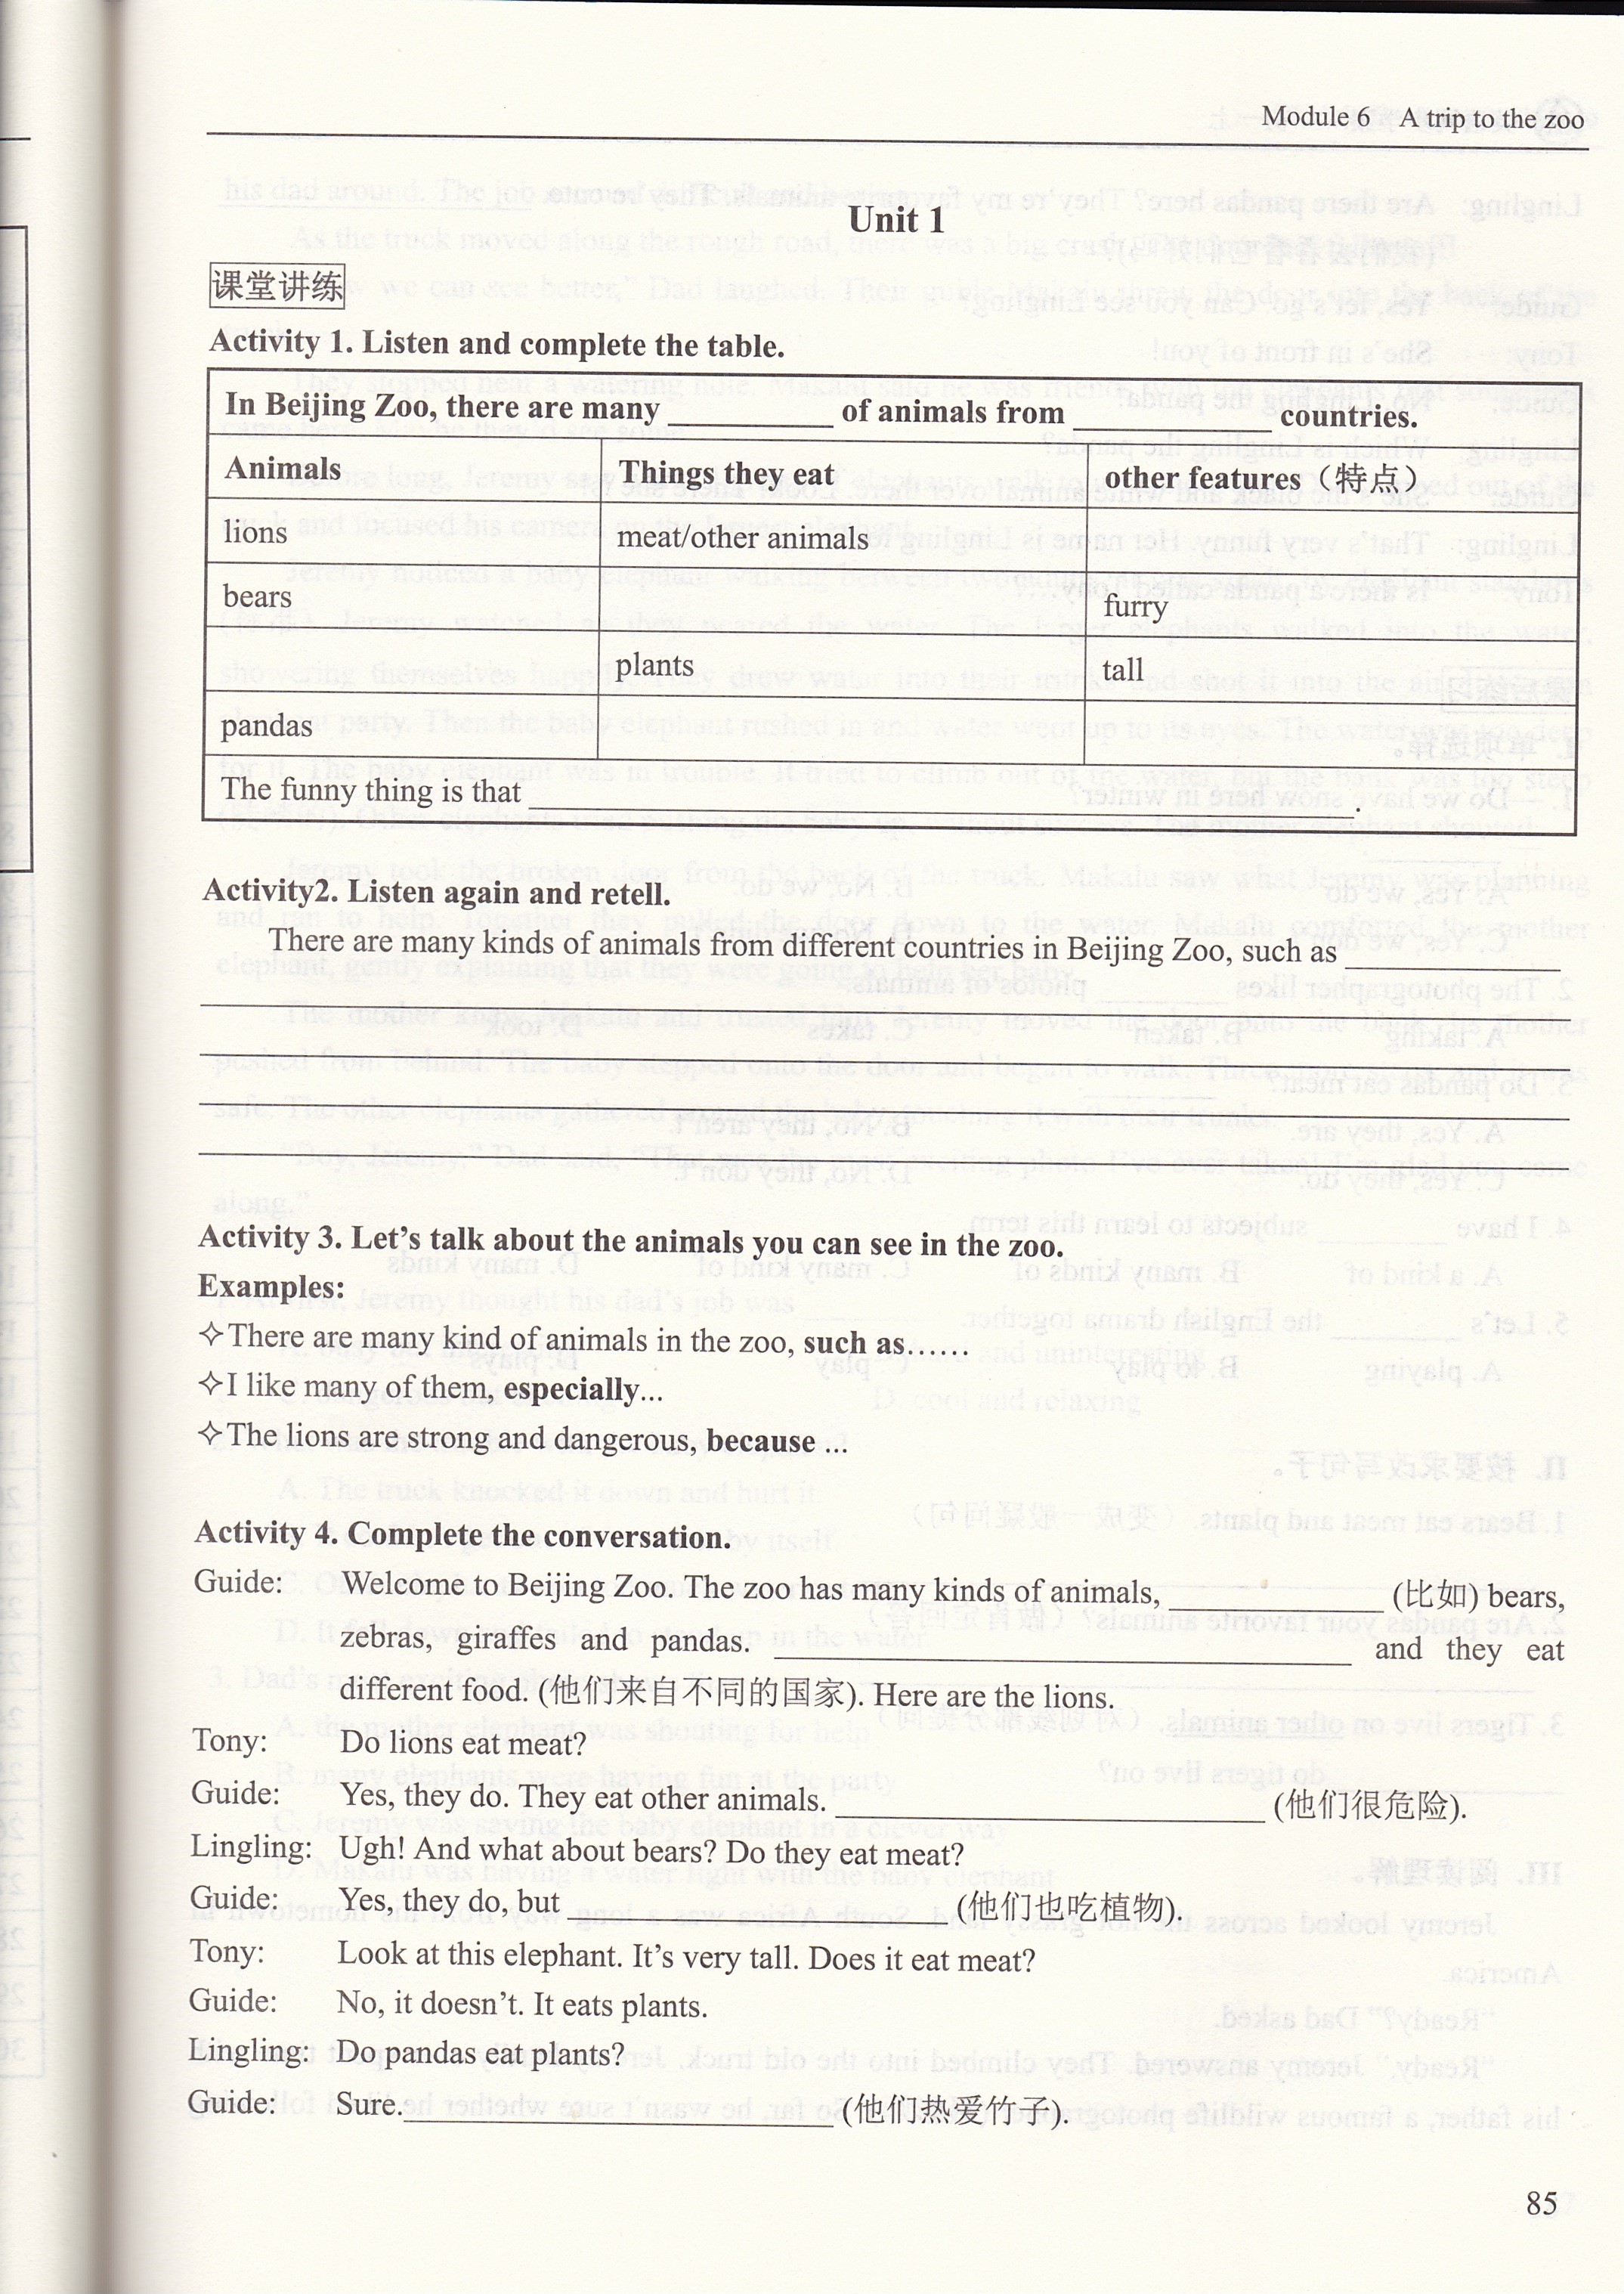 Module 6 A trip to the zoo
Unit 1
课堂讲练
Activity 1. Listen and complete the table.
In Beijing Zoo, there are many ________ of animals from ________ countries.
Animals Things they eat other features（特点）
lions meat/other animals
bears furry
plants tall
pandas
The funny thing is that ________.
Activity2. Listen again and retell.
There are many kinds of animals from different countries in Beijing Zoo, such as ________
Activity 3. Let's talk about the animals you can see in the zoo.
Examples:
✧There are many kind of animals in the zoo, such as……
✧I like many of them, especially...
✧The lions are strong and dangerous, because ...
Activity 4. Complete the conversation.
Guide: Welcome to Beijing Zoo. The zoo has many kinds of animals, ________ (比如) bears,
zebras, giraffes and pandas. ________ and they eat
different food. (他们来自不同的国家). Here are the lions.
Tony: Do lions eat meat?
Guide: Yes, they do. They eat other animals. ________ (他们很危险).
Lingling: Ugh! And what about bears? Do they eat meat?
Guide: Yes, they do, but ________ (他们也吃植物).
Tony: Look at this elephant. It's very tall. Does it eat meat?
Guide: No, it doesn't. It eats plants.
Lingling: Do pandas eat plants?
Guide: Sure.________ (他们热爱竹子).
85